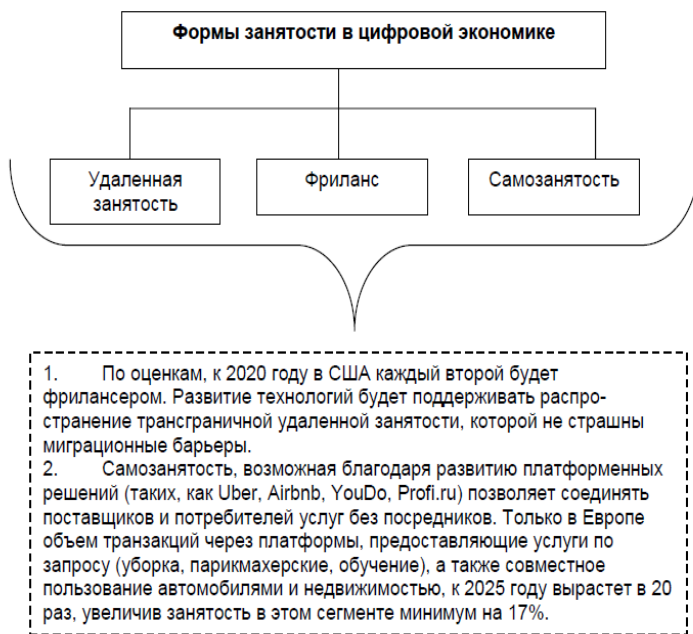 Формы занятости в цифровой экономике
Удаленная
занятость
Фриланс
Самозанятость
1. По оценкам, к 2020 году в США каждый второй будет
фрилансером. Развитие технологий будет поддерживать распро-
странение трансграничной удаленной занятости, которой не страшны
миграционные барьеры.
2. Самозанятость, возможная благодаря развитию платформенных
решений (таких, как Uber, Airbnb, YouDo, Profi.ru) позволяет соединять
поставщиков и потребителей услуг без посредников. Только в Европе
объем транзакций через платформы, предоставляющие услуги по
запросу (уборка, парикмахерские, обучение), а также совместное
пользование автомобилями и недвижимостью, к 2025 году вырастет в 20
раз, увеличив занятость в этом сегменте минимум на 17%.